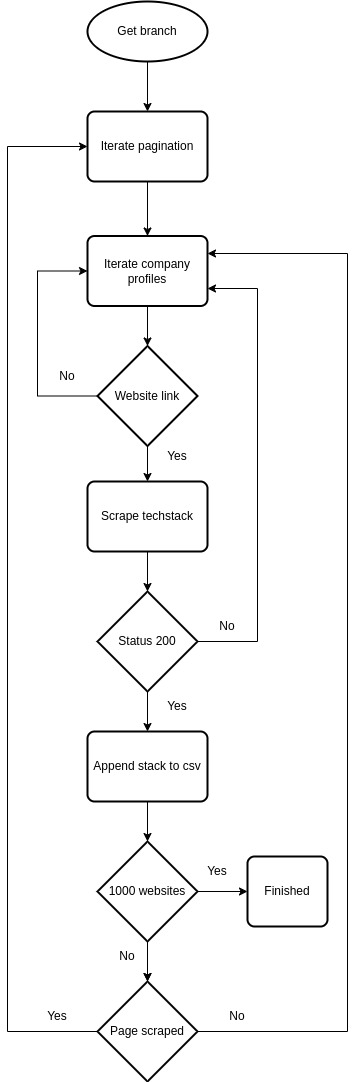 Get branch
Iterate pagination
Iterate company
profiles
No
Website link
Yes
Scrape techstack
No
Status 200
Yes
Append stack to csv
Yes
1000 websites
Finished
No
Yes
No
Page scraped